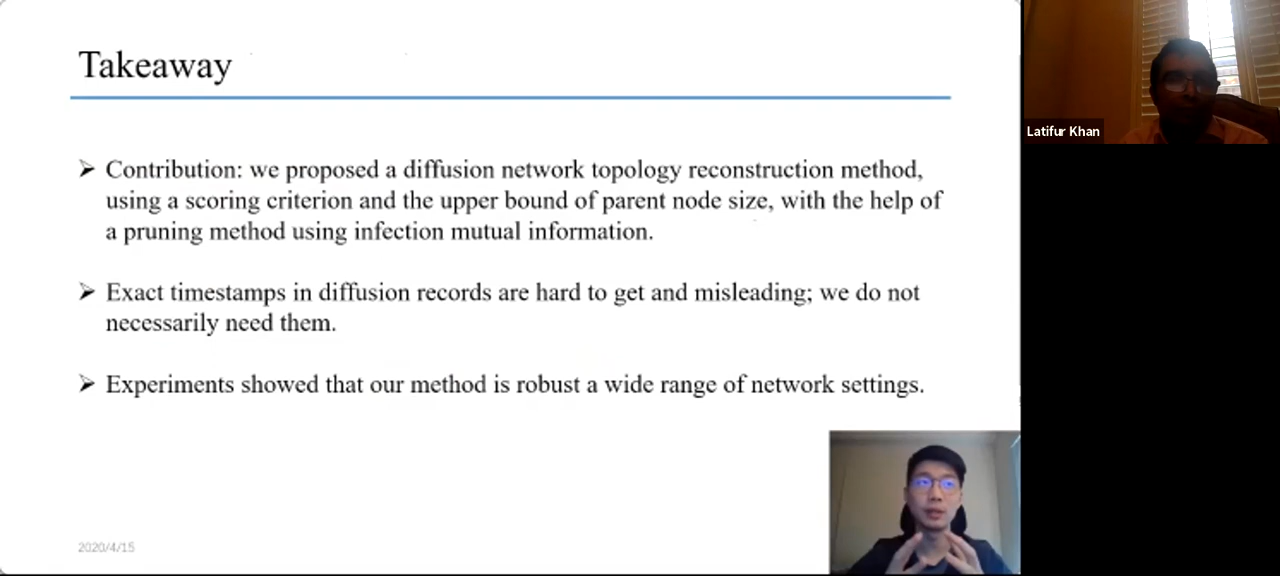 Takeaway
➢ Contribution: we proposed a diffusion network topology reconstruction method,
using a scoring criterion and the upper bound of parent node size, with the help of
a pruning method using infection mutual information.
➢ Exact timestamps in diffusion records are hard to get and misleading; we do not
necessarily need them.
➢ Experiments showed that our method is robust a wide range of network settings.
2020/4/15
Latifur Khan